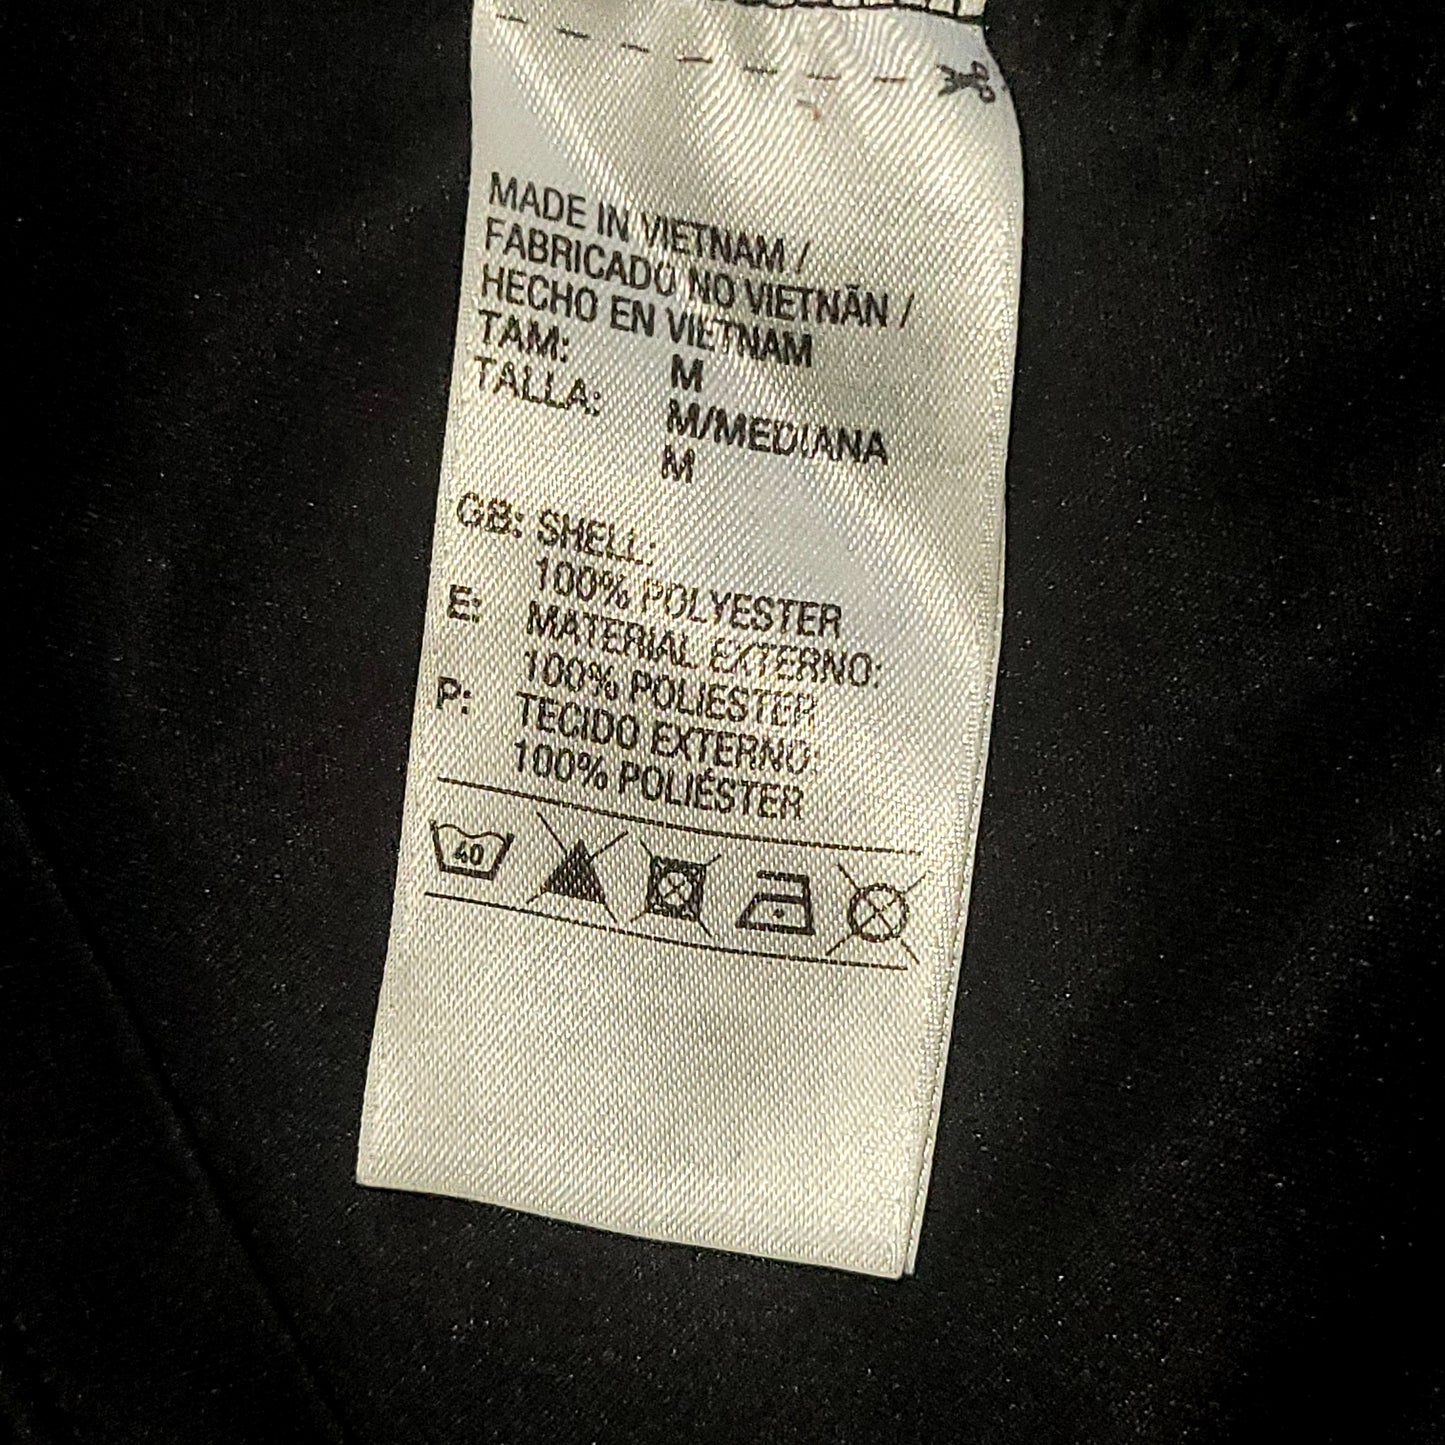 MADE IN VIETNAM /
FABRICADO NO VIETNÃN /
HECHO EN VIETNAM
TAM: M
TALLA: M/MEDIANA
M
GB: SHELL:
100% POLYESTER
E: MATERIAL EXTERNO:
100% POLIESTER
P: TECIDO EXTERNO:
100% POLIÉSTER
40